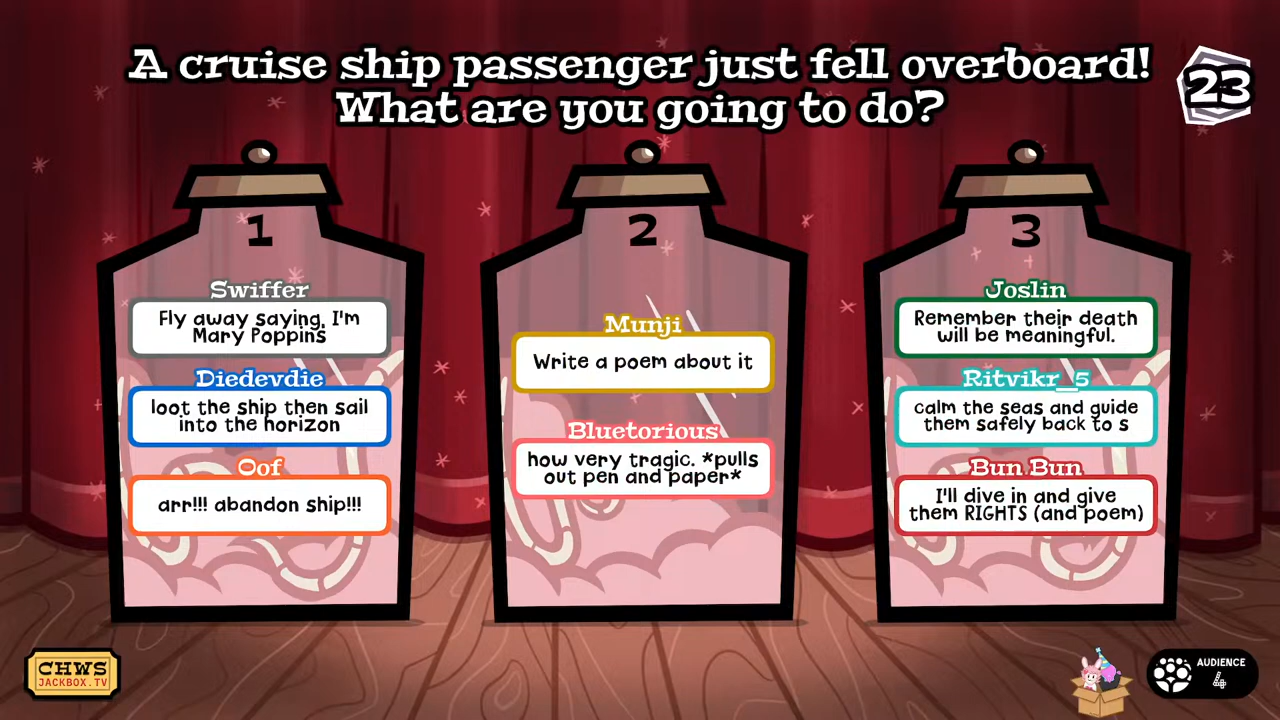 A cruise ship passenger just fell overboard!
What are you going to do?
23
1
Swiffer
Fly away saying, I'm
Mary Poppins
Diedevdie
loot the ship then sail
into the horizon
Oof
arr!!! abandon ship!!!
2
Munji
Write a poem about it
Bluetorious
how very tragic. *pulls
out pen and paper*
3
Joslin
Remember their death
will be meaningful.
Ritvikr_5
calm the seas and guide
them safely back to s
Bun Bun
I'll dive in and give
them RIGHTS (and poem)
CHWS
JACKBOX.TV
AUDIENCE
4